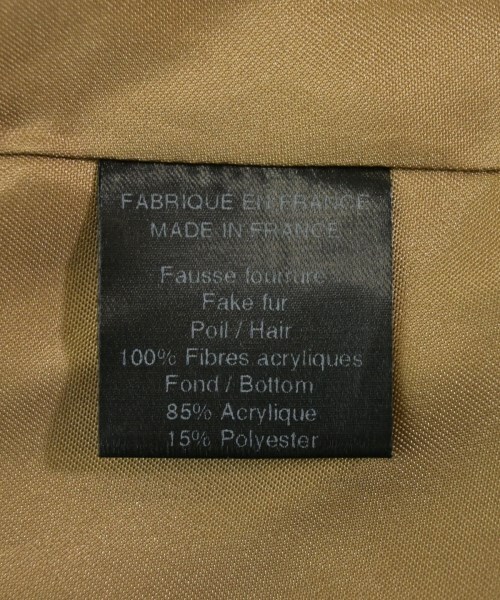 FABRIQUE EN FRANCE
MADE IN FRANCE
Fausse fourrure
Fake fur
Poil / Hair
100% Fibres acryliques
Fond / Bottom
85% Acrylique
15% Polyester